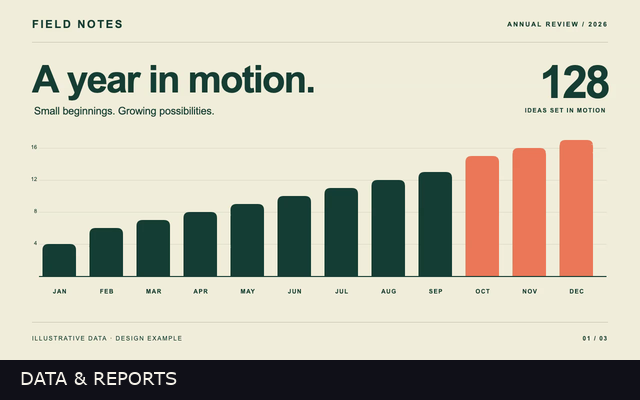 FIELD NOTES
ANNUAL REVIEW / 2026
A year in motion.
128
Small beginnings. Growing possibilities.
IDEAS SET IN MOTION
16
12
8
4
JAN FEB MAR APR MAY JUN JUL AUG SEP OCT NOV DEC
ILLUSTRATIVE DATA · DESIGN EXAMPLE
01 / 03
DATA & REPORTS